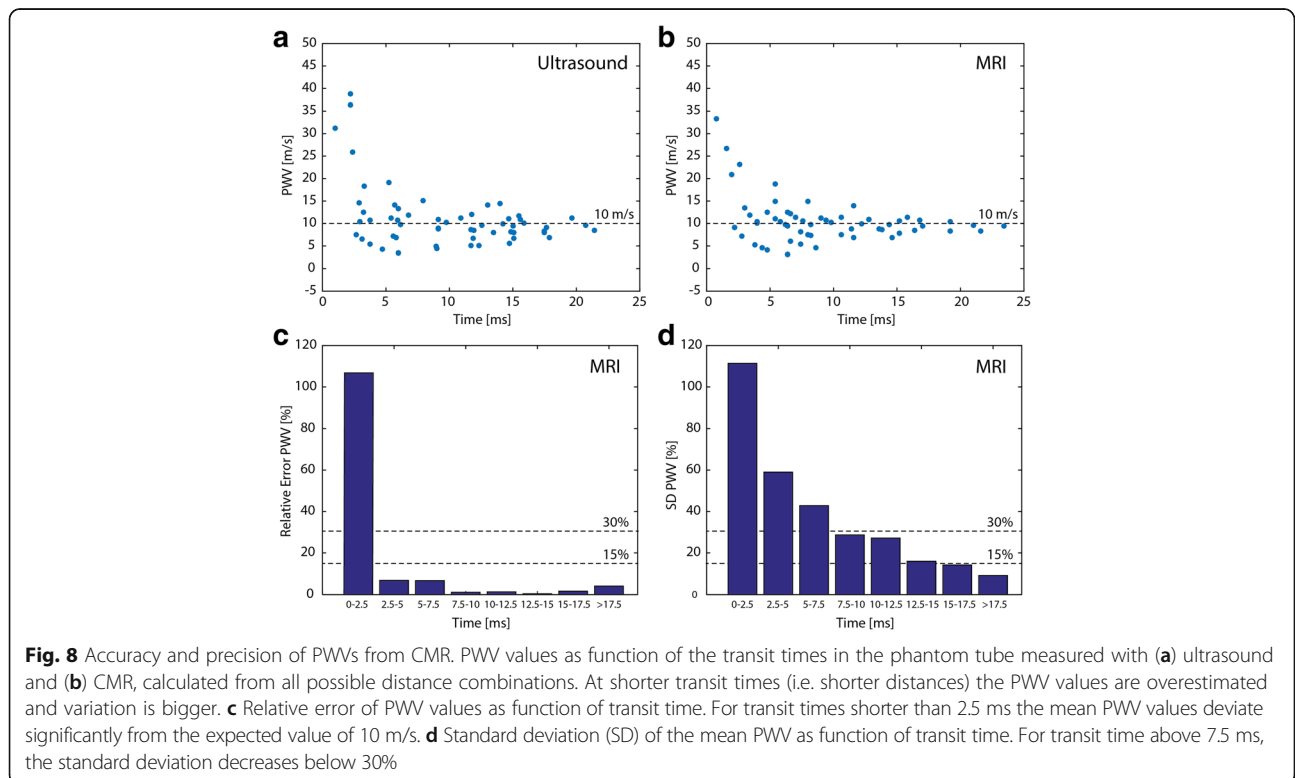 a
Ultrasound
PWV [m/s]
50
45
40
35
30
25
20
15
10
5
0
-5
10 m/s
0 5 10 15 20 25
Time [ms]
b
MRI
PWV [m/s]
50
45
40
35
30
25
20
15
10
5
0
-5
10 m/s
0 5 10 15 20 25
Time [ms]
c
MRI
Relative Error PWV [%]
120
100
80
60
40
20
0
30%
15%
0-2.5 2.5-5 5-7.5 7.5-10 10-12.5 12.5-15 15-17.5 >17.5
Time [ms]
d
MRI
SD PWV [%]
120
100
80
60
40
20
0
30%
15%
0-2.5 2.5-5 5-7.5 7.5-10 10-12.5 12.5-15 15-17.5 >17.5
Time [ms]
Fig. 8 Accuracy and precision of PWVs from CMR. PWV values as function of the transit times in the phantom tube measured with (a) ultrasound
and (b) CMR, calculated from all possible distance combinations. At shorter transit times (i.e. shorter distances) the PWV values are overestimated
and variation is bigger. c Relative error of PWV values as function of transit time. For transit times shorter than 2.5 ms the mean PWV values deviate
significantly from the expected value of 10 m/s. d Standard deviation (SD) of the mean PWV as function of transit time. For transit time above 7.5 ms,
the standard deviation decreases below 30%